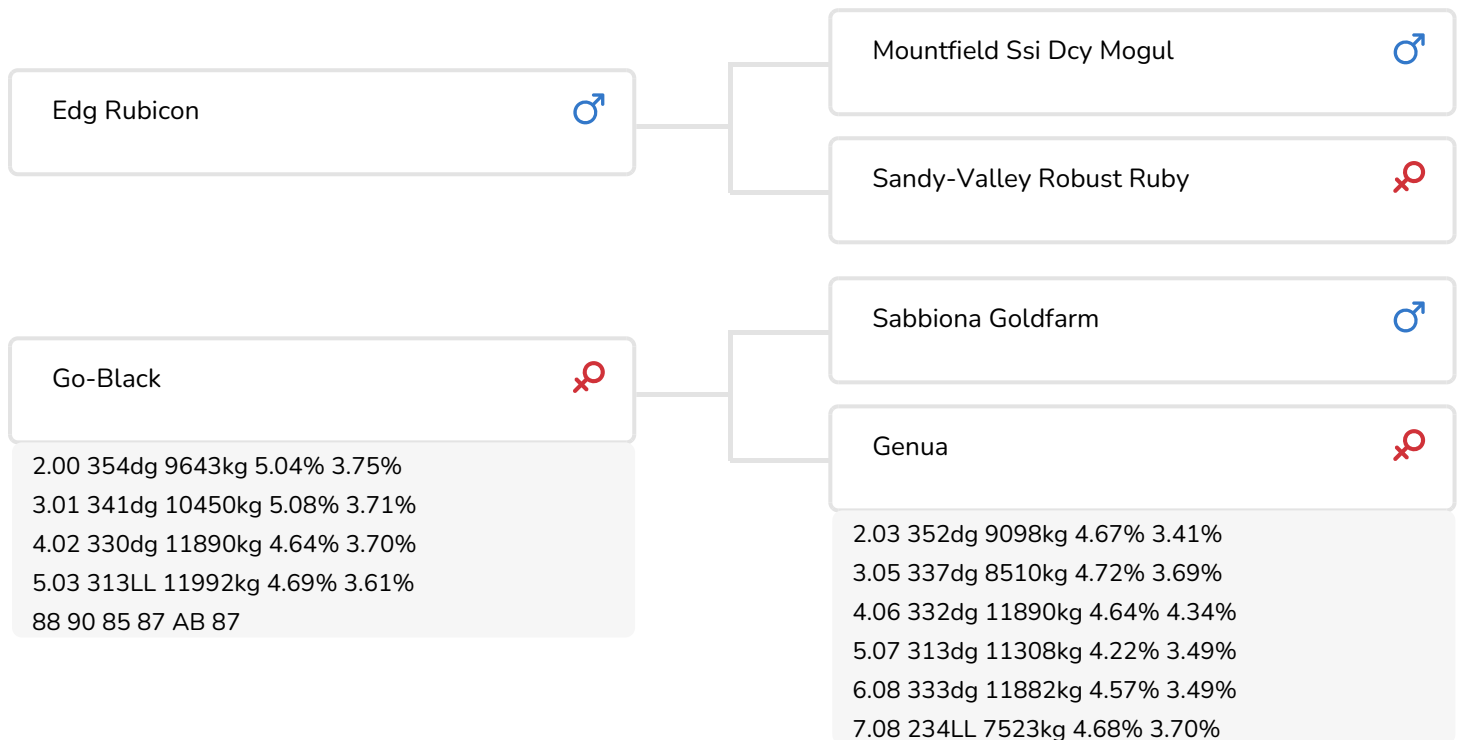 Mountfield Ssi Dcy Mogul
Edg Rubicon
Sandy-Valley Robust Ruby
Sabbiona Goldfarm
Go-Black
Genua
2.00 354dg 9643kg 5.04% 3.75%
3.01 341dg 10450kg 5.08% 3.71%
4.02 330dg 11890kg 4.64% 3.70%
5.03 313LL 11992kg 4.69% 3.61%
88 90 85 87 AB 87
2.03 352dg 9098kg 4.67% 3.41%
3.05 337dg 8510kg 4.72% 3.69%
4.06 332dg 11890kg 4.64% 4.34%
5.07 313dg 11308kg 4.22% 3.49%
6.08 333dg 11882kg 4.57% 3.49%
7.08 234LL 7523kg 4.68% 3.70%